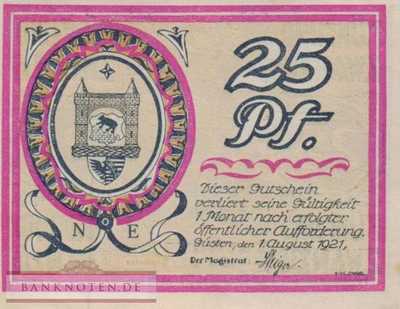 25
Pf.
Dieser Gutschein
verliert seine Gültigkeit
1 Monat nach erfolgter
öffentlicher Aufforderung.
Güsten, den 1. August 1921.
Der Magistrat:
N E
BANKNOTEN.DE